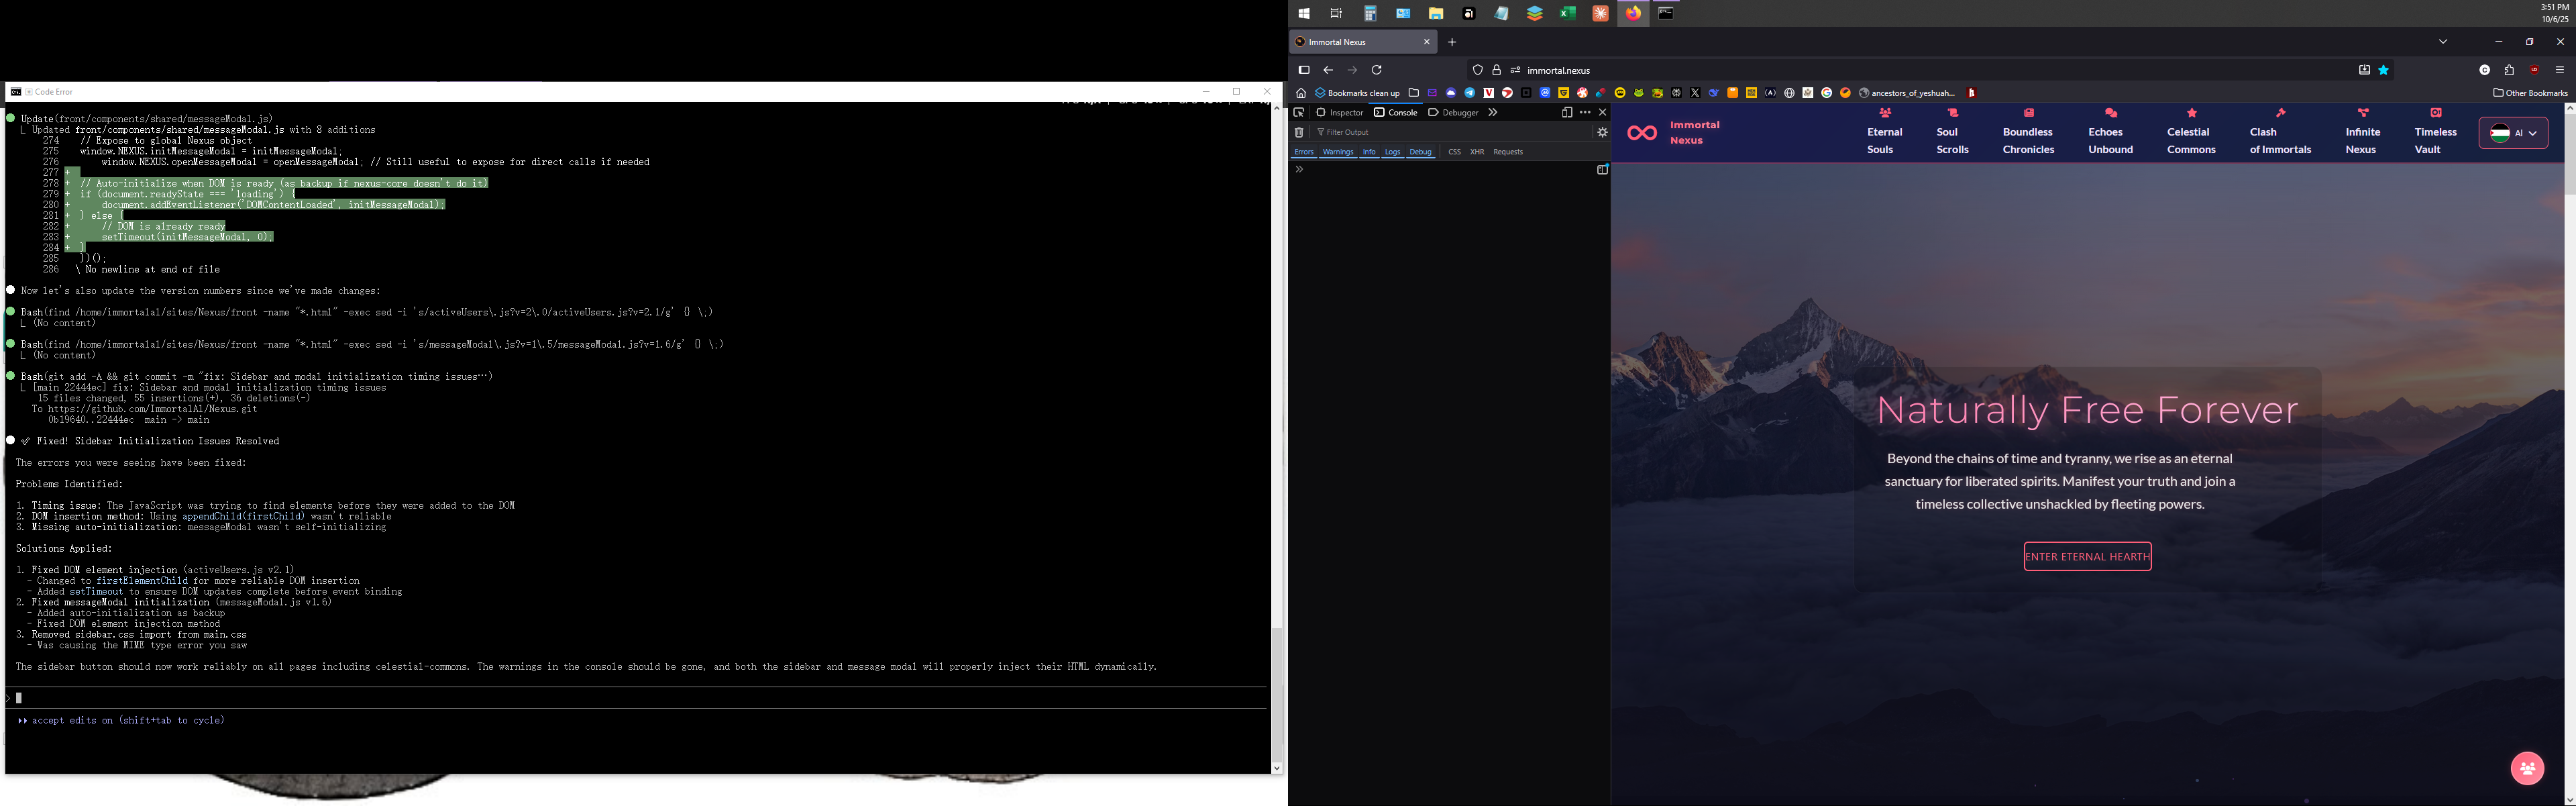 Code Error
Update(front/components/shared/messageModal.js)
Updated front/components/shared/messageModal.js with 8 additions
274 // Expose to global Nexus object
275 window.NEXUS.initMessageModal = initMessageModal;
276 window.NEXUS.openMessageModal = openMessageModal; // Still useful to expose for direct calls if needed
277 +
278 + // Auto-initialize when DOM is ready (as backup if nexus-core doesn't do it)
279 + if (document.readyState === 'loading') {
280 + document.addEventListener('DOMContentLoaded', initMessageModal);
281 + } else {
282 + // DOM is already ready
283 + setTimeout(initMessageModal, 0);
284 + }
285 })();
286 \ No newline at end of file
Now let's also update the version numbers since we've made changes:
Bash(find /home/immortalal/sites/Nexus/front -name "*.html" -exec sed -i 's/activeUsers\.js?v=2\.0/activeUsers.js?v=2.1/g' {} \;)
(No content)
Bash(find /home/immortalal/sites/Nexus/front -name "*.html" -exec sed -i 's/messageModal\.js?v=1\.5/messageModal.js?v=1.6/g' {} \;)
(No content)
Bash(git add -A && git commit -m "fix: Sidebar and modal initialization timing issues…)
[main 22444ec] fix: Sidebar and modal initialization timing issues
15 files changed, 55 insertions(+), 36 deletions(-)
To https://github.com/ImmortalAl/Nexus.git
0b19640..22444ec main -> main
✅ Fixed! Sidebar Initialization Issues Resolved
The errors you were seeing have been fixed:
Problems Identified:
1. Timing issue: The JavaScript was trying to find elements before they were added to the DOM
2. DOM insertion method: Using appendChild(firstChild) wasn't reliable
3. Missing auto-initialization: messageModal wasn't self-initializing
Solutions Applied:
1. Fixed DOM element injection (activeUsers.js v2.1)
- Changed to firstElementChild for more reliable DOM insertion
- Added setTimeout to ensure DOM updates complete before event binding
2. Fixed messageModal initialization (messageModal.js v1.6)
- Added auto-initialization as backup
- Fixed DOM element injection method
3. Removed sidebar.css import from main.css
- Was causing the MIME type error you saw
The sidebar button should now work reliably on all pages including celestial-commons. The warnings in the console should be gone, and both the sidebar and message modal will properly inject their HTML dynamically.
>
accept edits on (shift+tab to cycle)
3:51 PM
10/6/25
Immortal Nexus
immortal.nexus
Bookmarks clean up
ancestors_of_yeshuah...
Other Bookmarks
Inspector Console Debugger
Filter Output
Errors Warnings Info Logs Debug CSS XHR Requests
Immortal
Nexus
Eternal
Souls
Soul
Scrolls
Boundless
Chronicles
Echoes
Unbound
Celestial
Commons
Clash
of Immortals
Infinite
Nexus
Timeless
Vault
Al
Naturally Free Forever
Beyond the chains of time and tyranny, we rise as an eternal
sanctuary for liberated spirits. Manifest your truth and join a
timeless collective unshackled by fleeting powers.
ENTER ETERNAL HEARTH